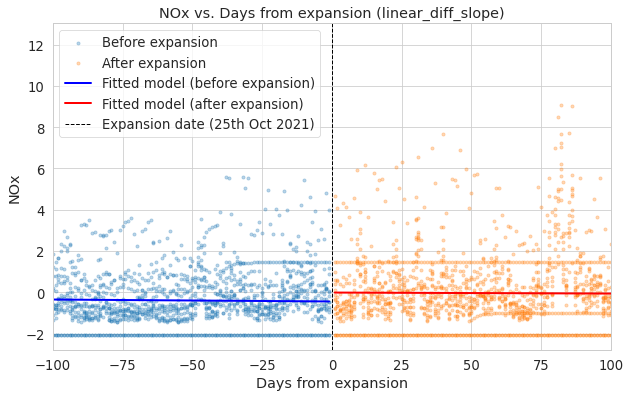 NOx vs. Days from expansion (linear_diff_slope)
Before expansion
After expansion
Fitted model (before expansion)
Fitted model (after expansion)
Expansion date (25th Oct 2021)
NOx
12
10
8
6
4
2
0
−2
−100 −75 −50 −25 0 25 50 75 100
Days from expansion